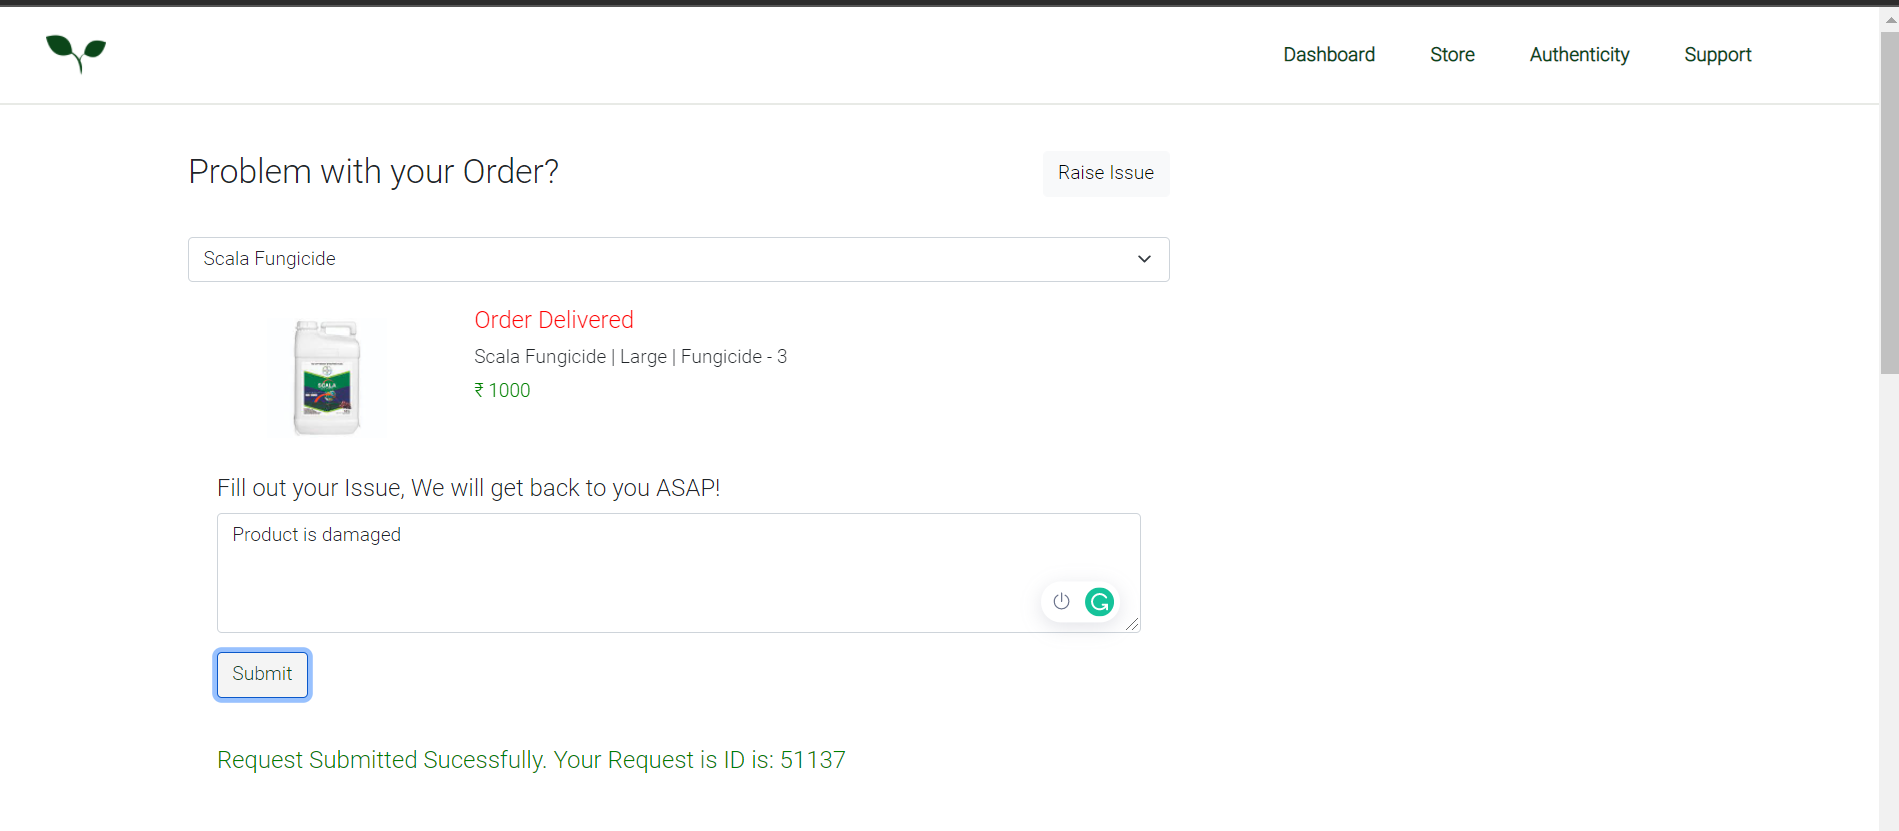 Dashboard Store Authenticity Support
Problem with your Order?
Raise Issue
Scala Fungicide
Order Delivered
Scala Fungicide | Large | Fungicide - 3
₹ 1000
SCALA
Fill out your Issue, We will get back to you ASAP!
Product is damaged
Submit
Request Submitted Sucessfully. Your Request is ID is: 51137